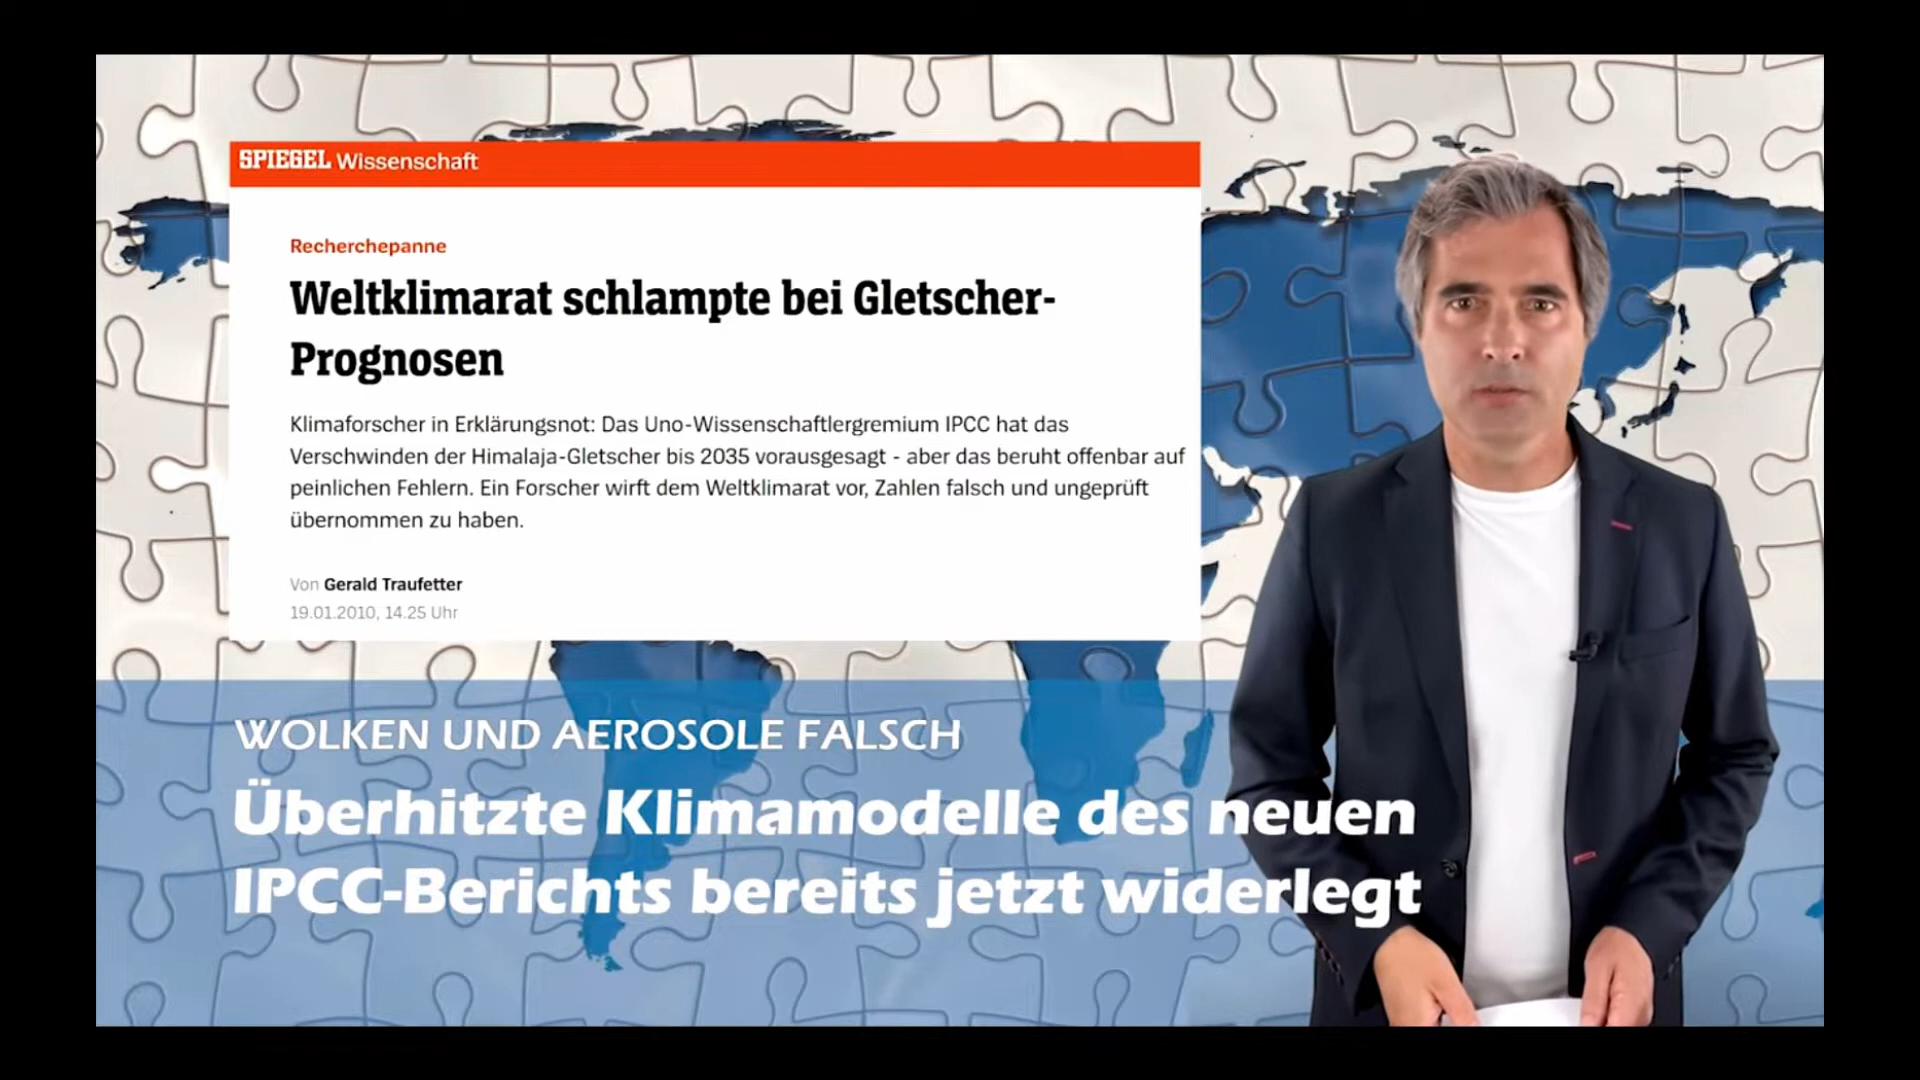 SPIEGEL Wissenschaft
Recherchepanne
Weltklimarat schlampte bei Gletscher-
Prognosen
Klimaforscher in Erklärungsnot: Das Uno-Wissenschaftlergremium IPCC hat das
Verschwinden der Himalaja-Gletscher bis 2035 vorausgesagt - aber das beruht offenbar auf
peinlichen Fehlern. Ein Forscher wirft dem Weltklimarat vor, Zahlen falsch und ungeprüft
übernommen zu haben.
Von Gerald Traufetter
19.01.2010, 14.25 Uhr
WOLKEN UND AEROSOLE FALSCH
Überhitzte Klimamodelle des neuen
IPCC-Berichts bereits jetzt widerlegt